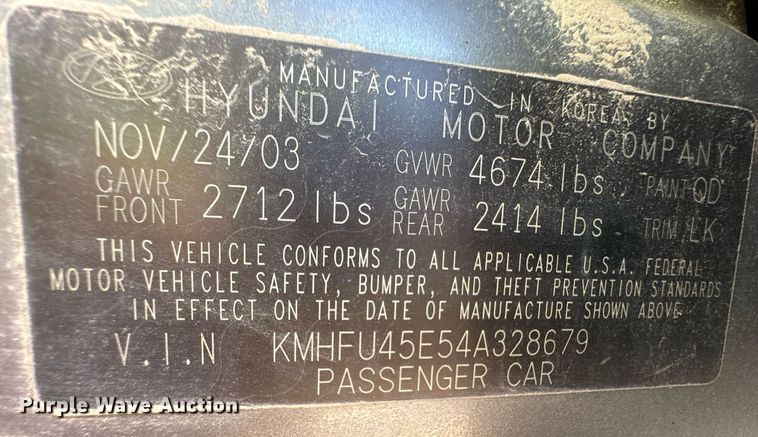 MANUFACTURED IN KOREA BY
HYUNDAI MOTOR COMPANY
NOV/24/03 GVWR 4674 lbs PAINT QD
GAWR FRONT 2712 lbs GAWR REAR 2414 lbs TRIM LK
THIS VEHICLE CONFORMS TO ALL APPLICABLE U.S.A. FEDERAL
MOTOR VEHICLE SAFETY, BUMPER, AND THEFT PREVENTION STANDARDS
IN EFFECT ON THE DATE OF MANUFACTURE SHOWN ABOVE
V.I.N KMHFU45E54A328679
PASSENGER CAR
Purple Wave Auction